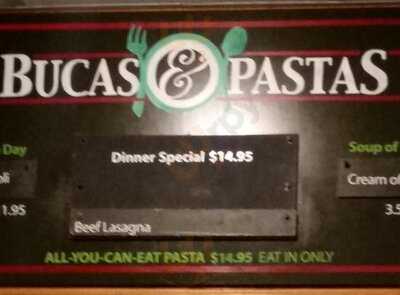 BUCAS & PASTAS
Day
Dinner Special $14.95
Soup of
Cream of
1.95
3.5
Beef Lasagna
ALL-YOU-CAN-EAT PASTA $14.95 EAT IN ONLY